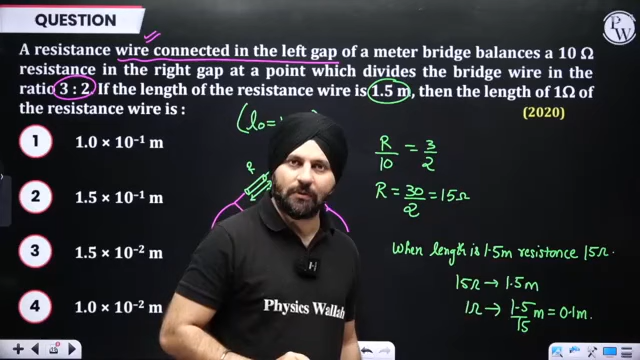 QUESTION
PW
A resistance wire connected in the left gap of a meter bridge balances a 10 Ω
resistance in the right gap at a point which divides the bridge wire in the
ratio 3 : 2. If the length of the resistance wire is 1.5 m, then the length of 1Ω of
the resistance wire is :
(2020)
1 1.0 × 10⁻¹ m
2 1.5 × 10⁻¹ m
3 1.5 × 10⁻² m
4 1.0 × 10⁻² m
(l₀ =
R
R/10 = 3/2
R = 30/2 = 15Ω
When length is 1.5m resistance 15Ω.
15Ω → 1.5m
1Ω → 1.5/15 m = 0.1m.
Physics Wallah